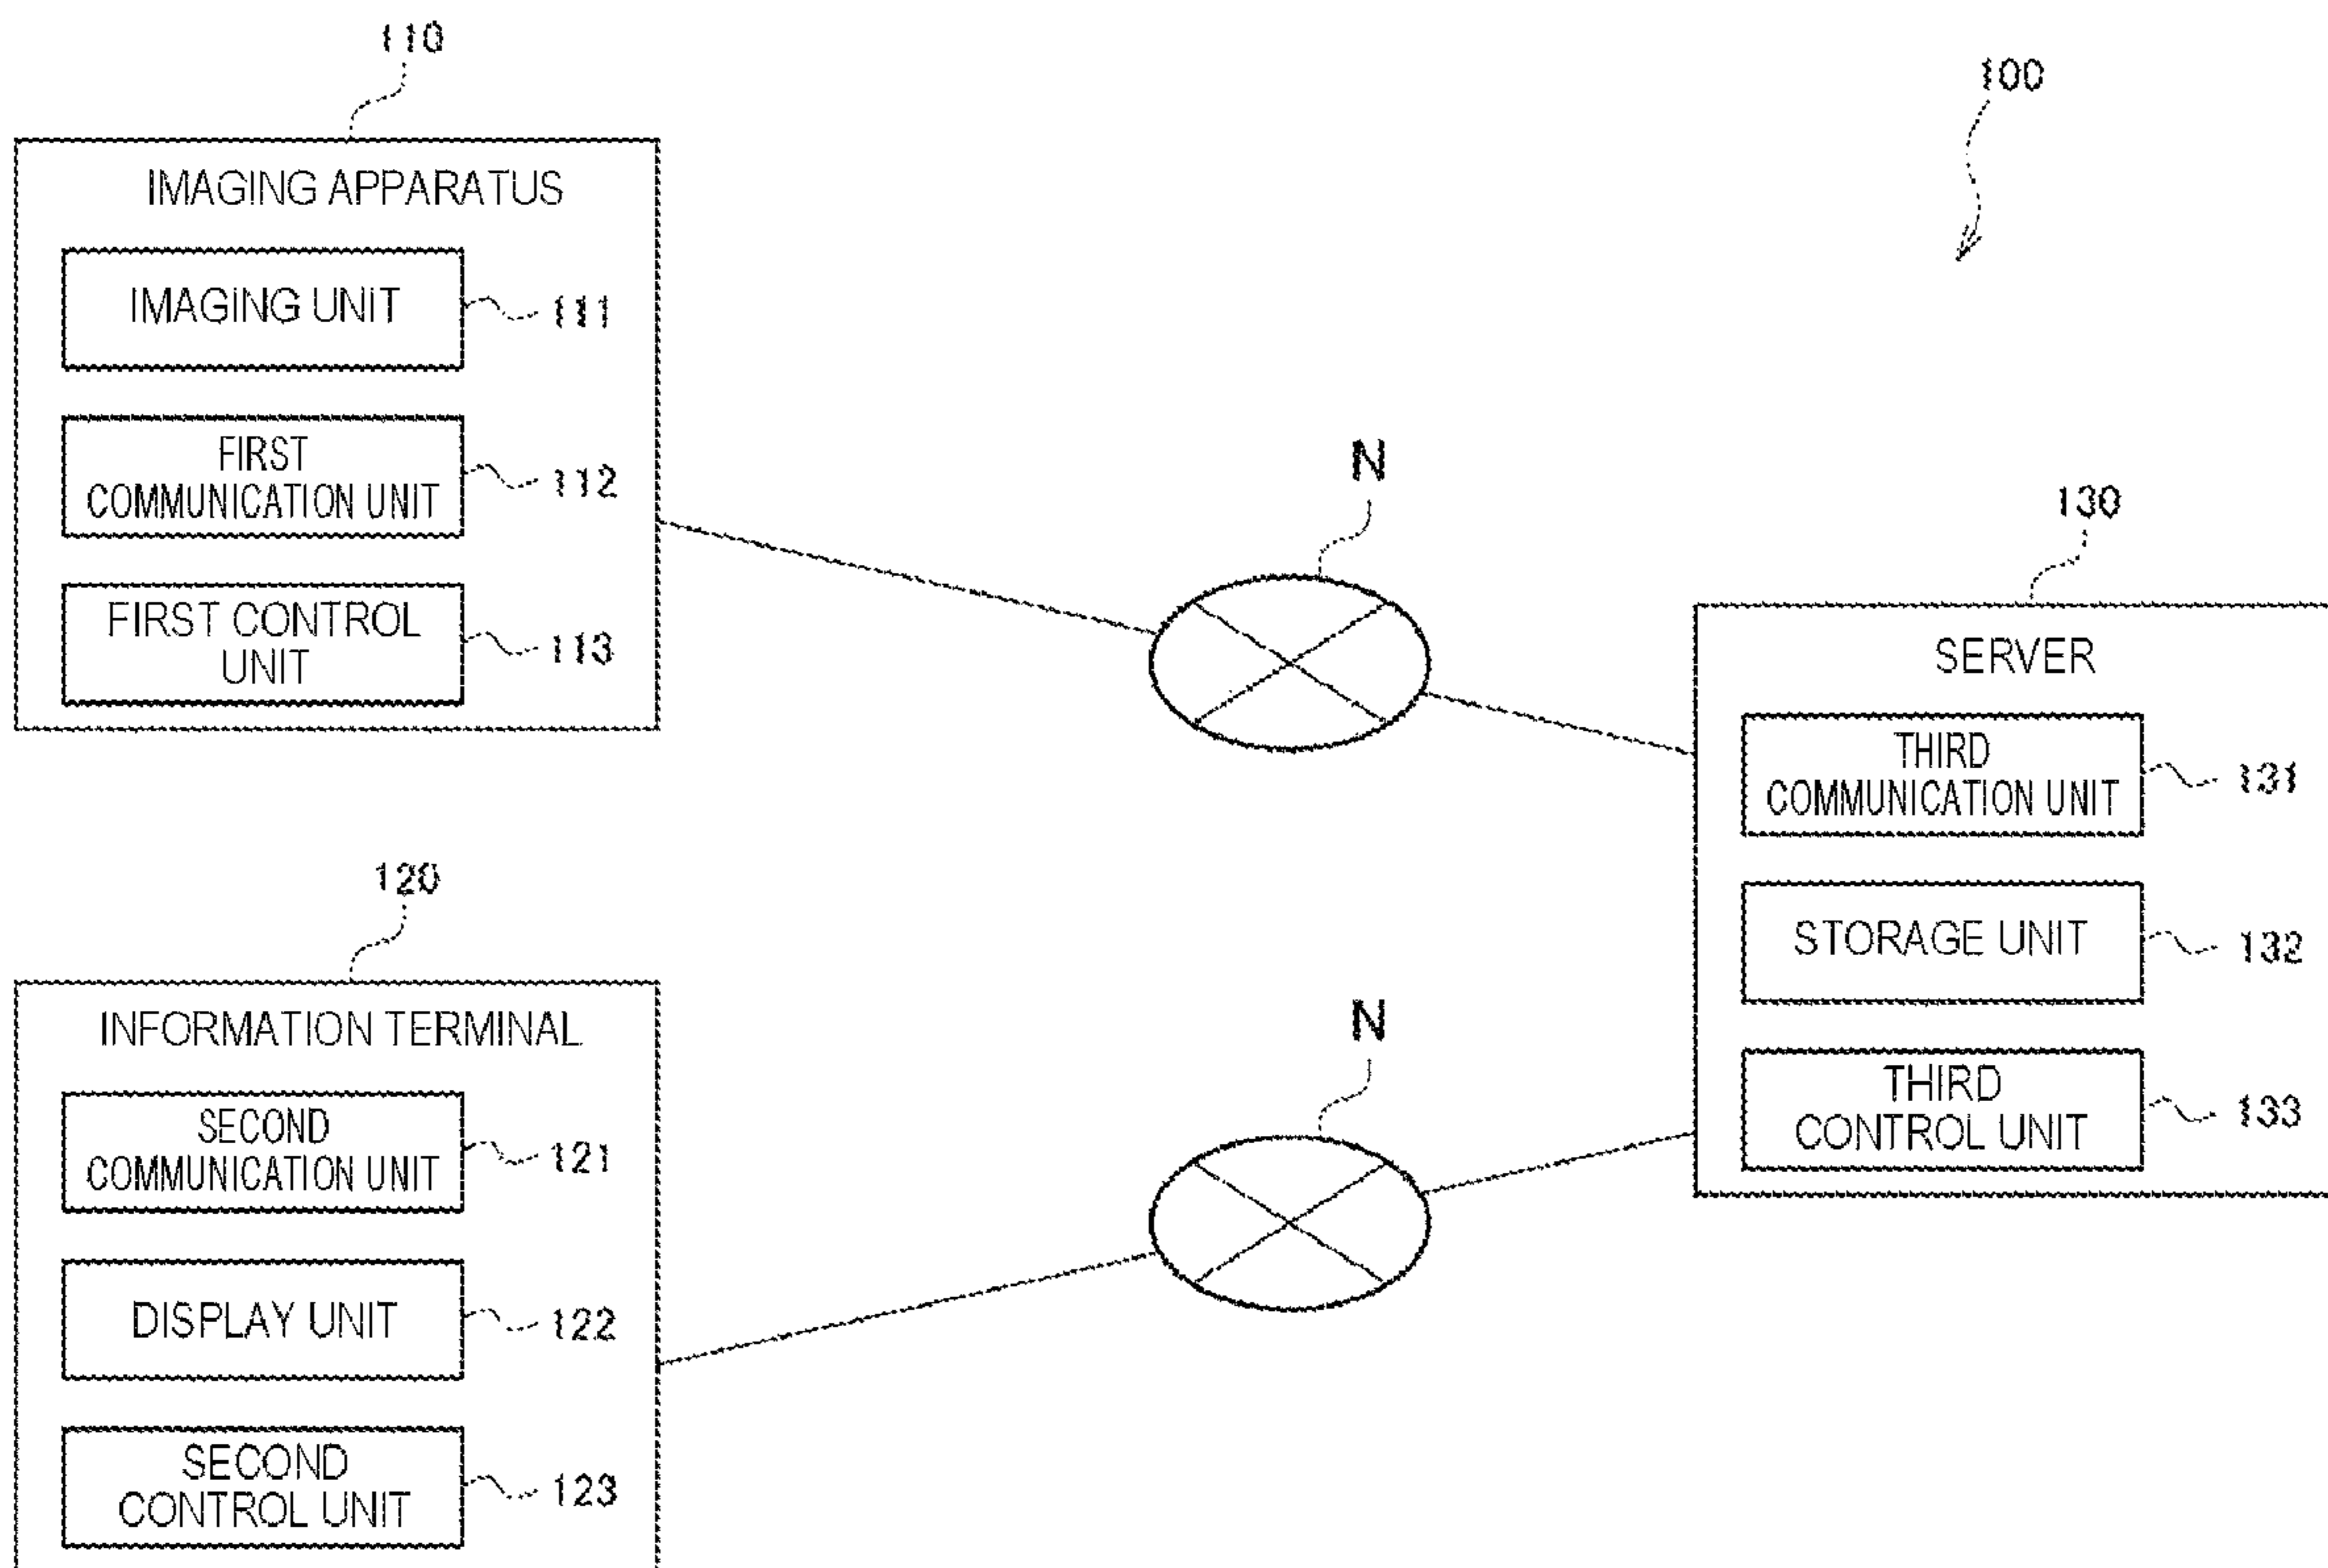 110
100
IMAGING APPARATUS
IMAGING UNIT
111
FIRST
COMMUNICATION UNIT
112
FIRST CONTROL
UNIT
113
N
130
SERVER
THIRD
COMMUNICATION UNIT
131
STORAGE UNIT
132
THIRD
CONTROL UNIT
133
120
INFORMATION TERMINAL
SECOND
COMMUNICATION UNIT
121
DISPLAY UNIT
122
SECOND
CONTROL UNIT
123
N